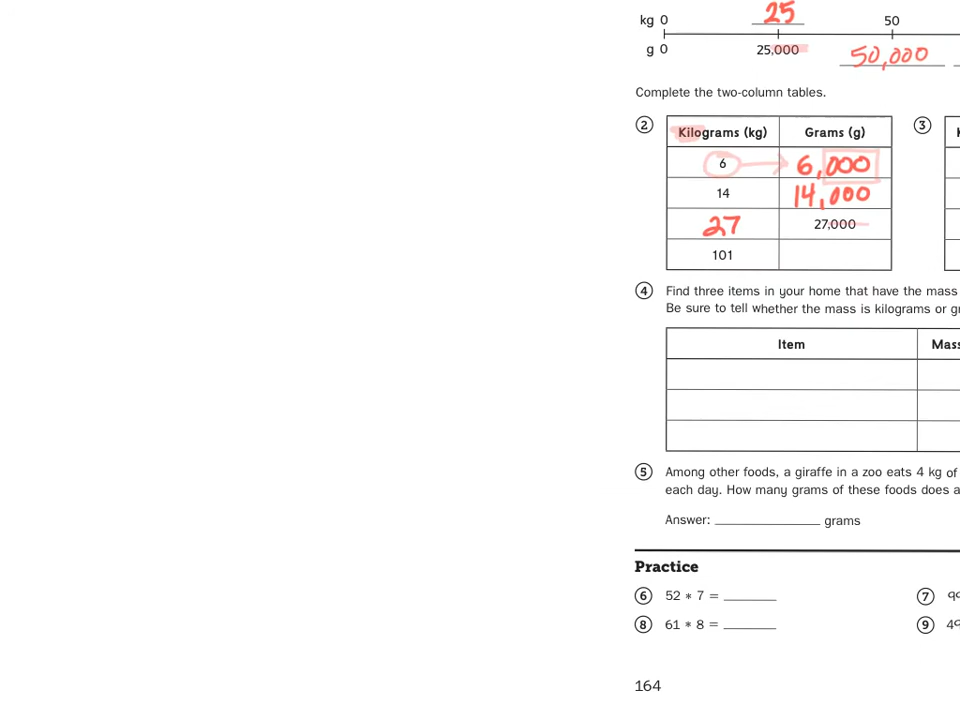 kg 0 25 50
g 0 25,000 50,000
Complete the two-column tables.
② Kilograms (kg) Grams (g) ③
6 6,000
14 14,000
27 27,000
101
④ Find three items in your home that have the mass
Be sure to tell whether the mass is kilograms or
Item Mass
⑤ Among other foods, a giraffe in a zoo eats 4 kg of
each day. How many grams of these foods does
Answer: ____________ grams
Practice
⑥ 52 * 7 = ______ ⑦
⑧ 61 * 8 = ______ ⑨
164